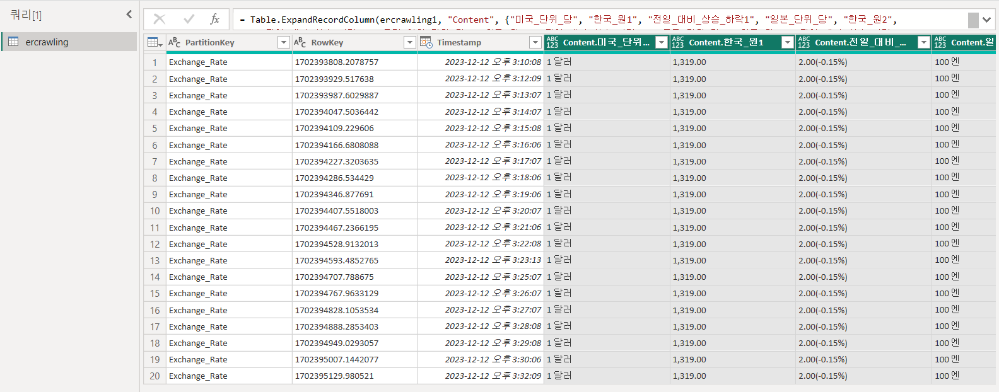 쿼리[1]
ercrawling
= Table.ExpandRecordColumn(ercrawling1, "Content", {"미국_단위_당", "한국_원1", "전일_대비_상승_하락1", "일본_단위_당", "한국_원2",
PartitionKey RowKey Timestamp Content.미국_단위... Content.한국_원1 Content.전일_대비_... Content.일
1 Exchange_Rate 1702393808.2078757 2023-12-12 오후 3:10:08 1 달러 1,319.00 2.00(-0.15%) 100 엔
2 Exchange_Rate 1702393929.517638 2023-12-12 오후 3:12:09 1 달러 1,319.00 2.00(-0.15%) 100 엔
3 Exchange_Rate 1702393987.6029887 2023-12-12 오후 3:13:07 1 달러 1,319.00 2.00(-0.15%) 100 엔
4 Exchange_Rate 1702394047.5036442 2023-12-12 오후 3:14:07 1 달러 1,319.00 2.00(-0.15%) 100 엔
5 Exchange_Rate 1702394109.229606 2023-12-12 오후 3:15:08 1 달러 1,319.00 2.00(-0.15%) 100 엔
6 Exchange_Rate 1702394166.6808088 2023-12-12 오후 3:16:06 1 달러 1,319.00 2.00(-0.15%) 100 엔
7 Exchange_Rate 1702394227.3203635 2023-12-12 오후 3:17:07 1 달러 1,319.00 2.00(-0.15%) 100 엔
8 Exchange_Rate 1702394286.534429 2023-12-12 오후 3:18:06 1 달러 1,319.00 2.00(-0.15%) 100 엔
9 Exchange_Rate 1702394346.877691 2023-12-12 오후 3:19:06 1 달러 1,319.00 2.00(-0.15%) 100 엔
10 Exchange_Rate 1702394407.5518003 2023-12-12 오후 3:20:07 1 달러 1,319.00 2.00(-0.15%) 100 엔
11 Exchange_Rate 1702394467.2366195 2023-12-12 오후 3:21:06 1 달러 1,319.00 2.00(-0.15%) 100 엔
12 Exchange_Rate 1702394528.9132013 2023-12-12 오후 3:22:08 1 달러 1,319.00 2.00(-0.15%) 100 엔
13 Exchange_Rate 1702394593.4852765 2023-12-12 오후 3:23:13 1 달러 1,319.00 2.00(-0.15%) 100 엔
14 Exchange_Rate 1702394707.788675 2023-12-12 오후 3:25:07 1 달러 1,319.00 2.00(-0.15%) 100 엔
15 Exchange_Rate 1702394767.9633129 2023-12-12 오후 3:26:07 1 달러 1,319.00 2.00(-0.15%) 100 엔
16 Exchange_Rate 1702394828.1053534 2023-12-12 오후 3:27:07 1 달러 1,319.00 2.00(-0.15%) 100 엔
17 Exchange_Rate 1702394888.2853403 2023-12-12 오후 3:28:08 1 달러 1,319.00 2.00(-0.15%) 100 엔
18 Exchange_Rate 1702394949.0293057 2023-12-12 오후 3:29:08 1 달러 1,319.00 2.00(-0.15%) 100 엔
19 Exchange_Rate 1702395007.1442077 2023-12-12 오후 3:30:06 1 달러 1,319.00 2.00(-0.15%) 100 엔
20 Exchange_Rate 1702395129.980521 2023-12-12 오후 3:32:09 1 달러 1,319.00 2.00(-0.15%) 100 엔